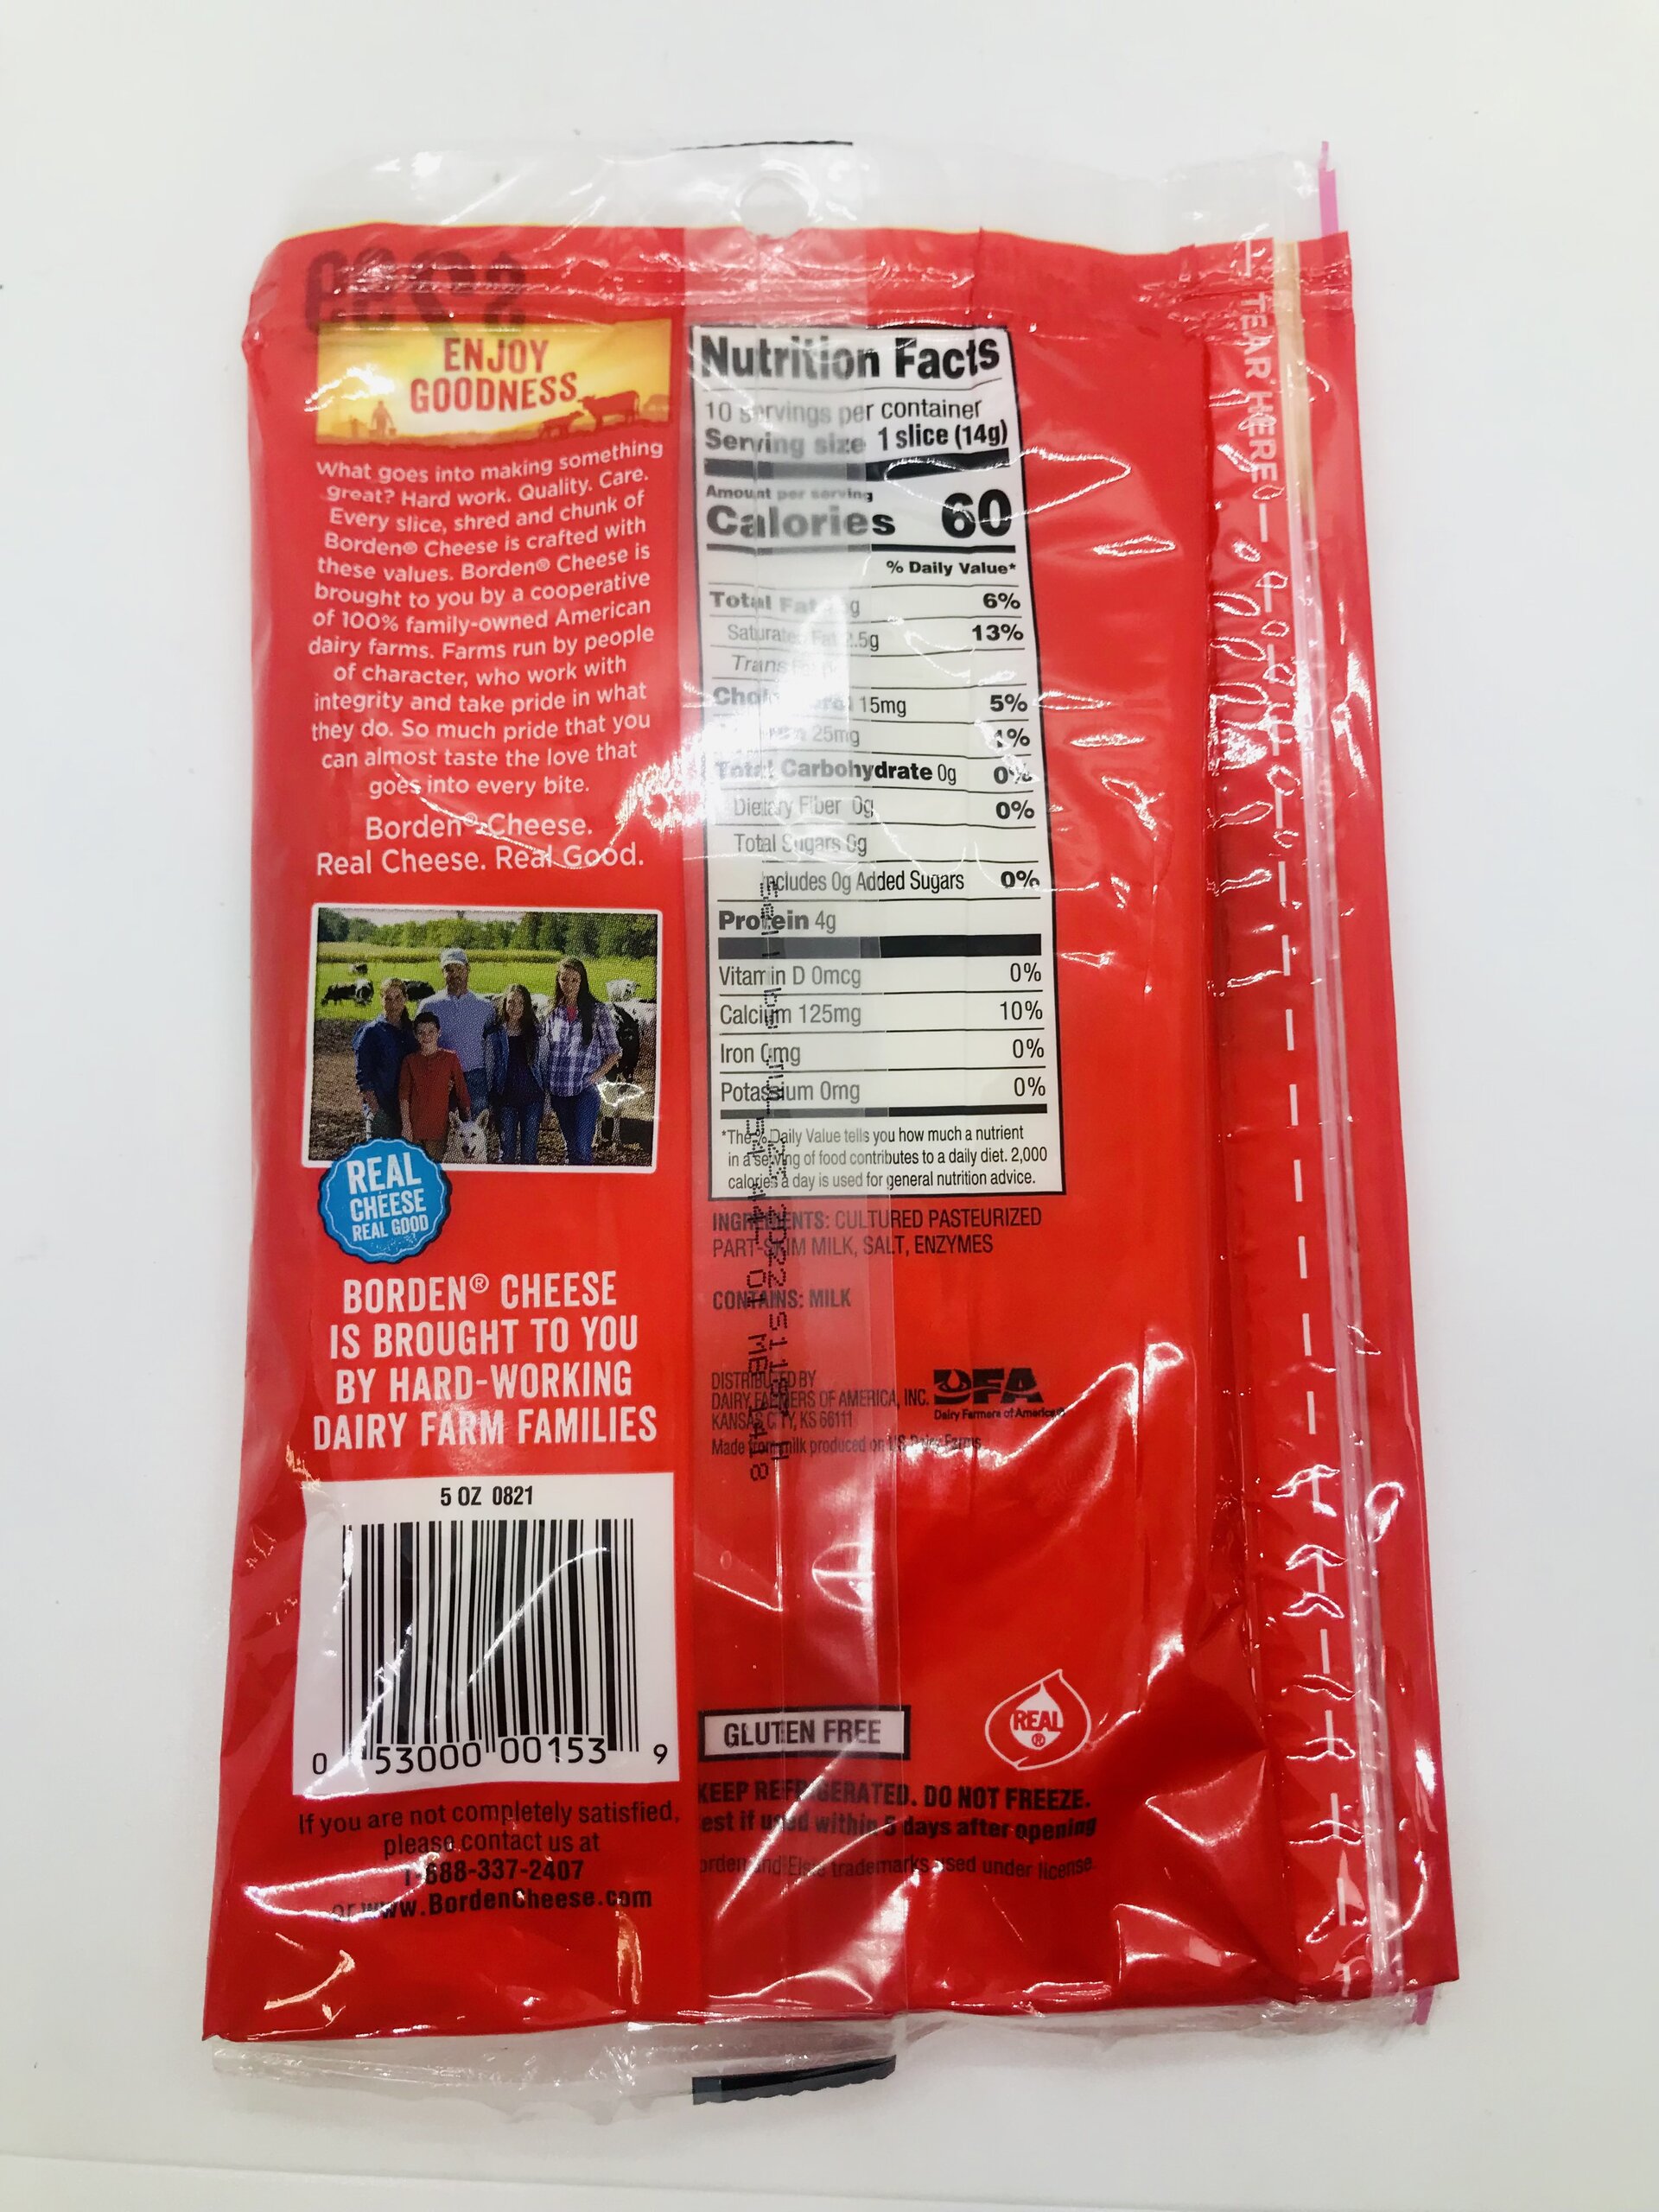 ENJOY
GOODNESS
What goes into making something
great? Hard work. Quality. Care.
Every slice, shred and chunk of
Borden® Cheese is crafted with
these values. Borden® Cheese is
brought to you by a cooperative
of 100% family-owned American
dairy farms. Farms run by people
of character, who work with
integrity and take pride in what
they do. So much pride that you
can almost taste the love that
goes into every bite.
Borden® Cheese.
Real Cheese. Real Good.
REAL
CHEESE
REAL GOOD
BORDEN® CHEESE
IS BROUGHT TO YOU
BY HARD-WORKING
DAIRY FARM FAMILIES
5 OZ 0821
0 53000 00153 9
If you are not completely satisfied,
please contact us at
1-888-337-2407
or www.BordenCheese.com
Nutrition Facts
10 servings per container
Serving size 1 slice (14g)
Amount per serving
Calories 60
% Daily Value*
Total Fat g 6%
Saturated Fat 2.5g 13%
Trans
Cholesterol 15mg 5%
25mg 1%
Total Carbohydrate 0g 0%
Dietary Fiber 0g 0%
Total Sugars 0g
Includes 0g Added Sugars 0%
Protein 4g
Vitamin D 0mcg 0%
Calcium 125mg 10%
Iron 0mg 0%
Potassium 0mg 0%
*The % Daily Value tells you how much a nutrient
in a serving of food contributes to a daily diet. 2,000
calories a day is used for general nutrition advice.
INGREDIENTS: CULTURED PASTEURIZED
PART-SKIM MILK, SALT, ENZYMES
CONTAINS: MILK
DISTRIBUTED BY
DAIRY FARMERS OF AMERICA, INC.
KANSAS CITY, KS 66111
Made from milk produced on US Dairy Farms
DFA
Dairy Farmers of America®
GLUTEN FREE
REAL
®
KEEP REFRIGERATED. DO NOT FREEZE.
est if used within 5 days after opening
orden and Elsie trademarks used under license.
TEAR HERE